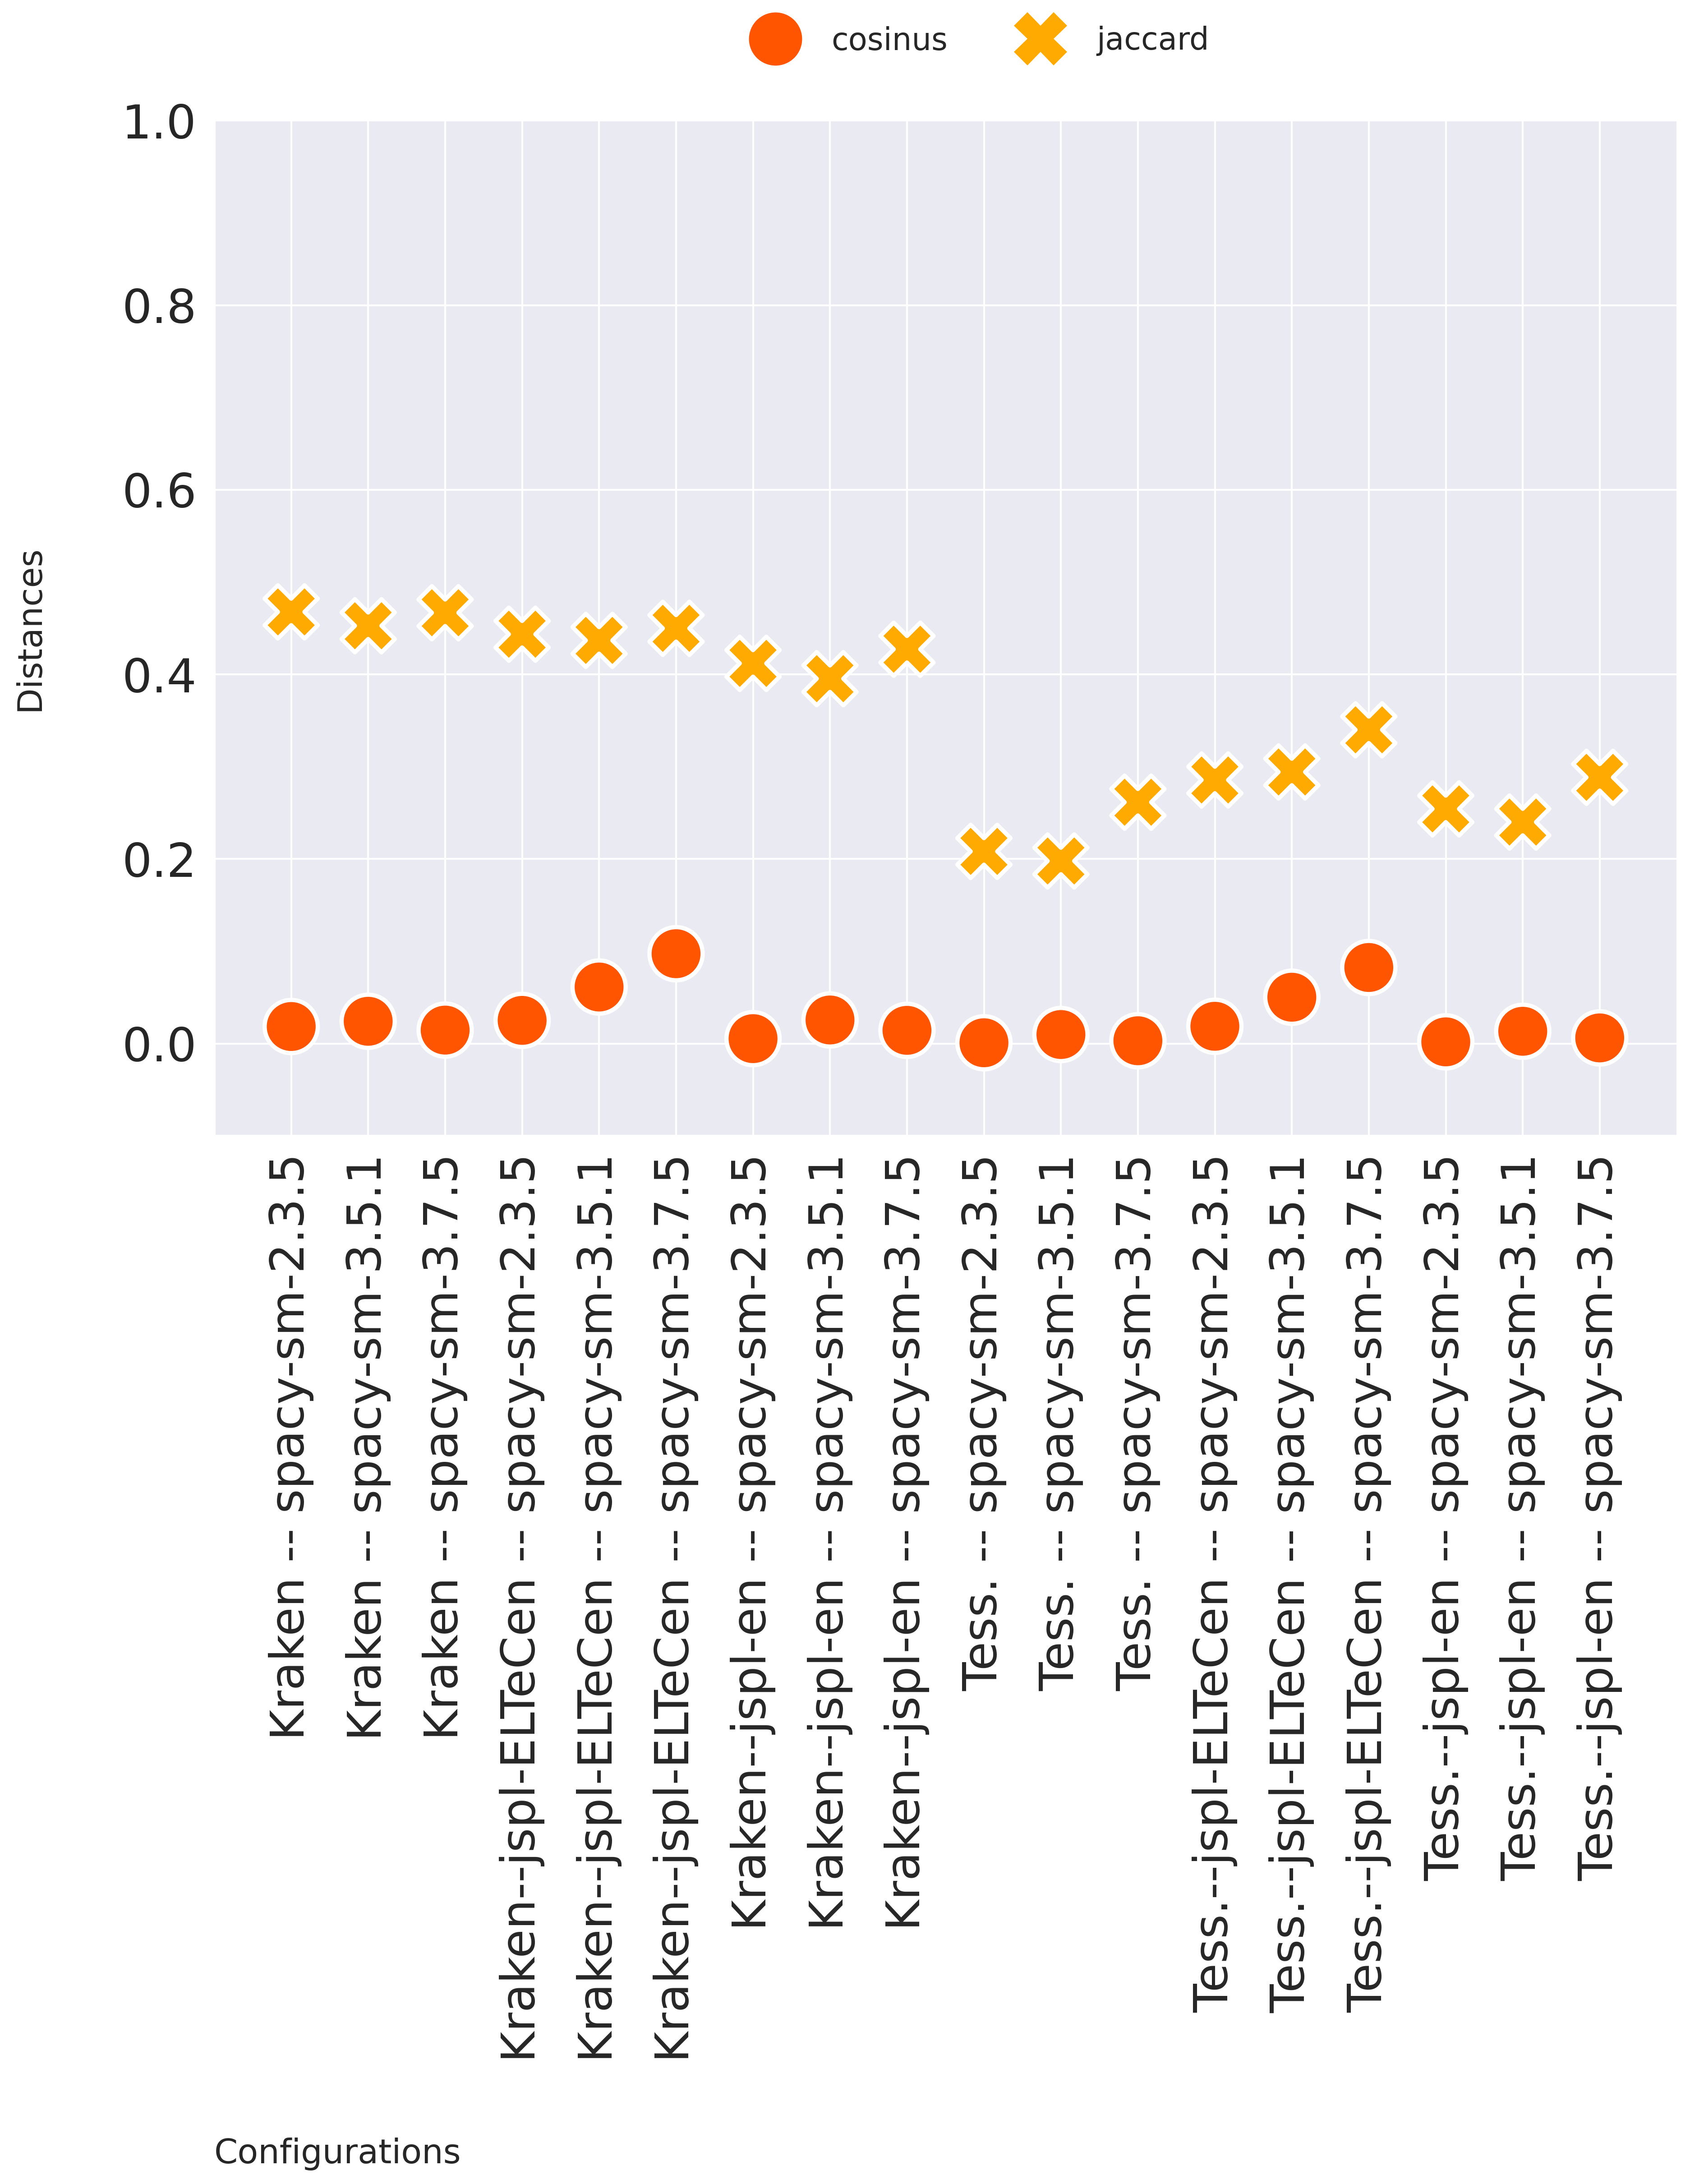 cosinus jaccard
1.0
0.8
0.6
0.4
0.2
0.0
Distances
Kraken -- spacy-sm-2.3.5
Kraken -- spacy-sm-3.5.1
Kraken -- spacy-sm-3.7.5
Kraken--jspl-ELTeCen -- spacy-sm-2.3.5
Kraken--jspl-ELTeCen -- spacy-sm-3.5.1
Kraken--jspl-ELTeCen -- spacy-sm-3.7.5
Kraken--jspl-en -- spacy-sm-2.3.5
Kraken--jspl-en -- spacy-sm-3.5.1
Kraken--jspl-en -- spacy-sm-3.7.5
Tess. -- spacy-sm-2.3.5
Tess. -- spacy-sm-3.5.1
Tess. -- spacy-sm-3.7.5
Tess.--jspl-ELTeCen -- spacy-sm-2.3.5
Tess.--jspl-ELTeCen -- spacy-sm-3.5.1
Tess.--jspl-ELTeCen -- spacy-sm-3.7.5
Tess.--jspl-en -- spacy-sm-2.3.5
Tess.--jspl-en -- spacy-sm-3.5.1
Tess.--jspl-en -- spacy-sm-3.7.5
Configurations